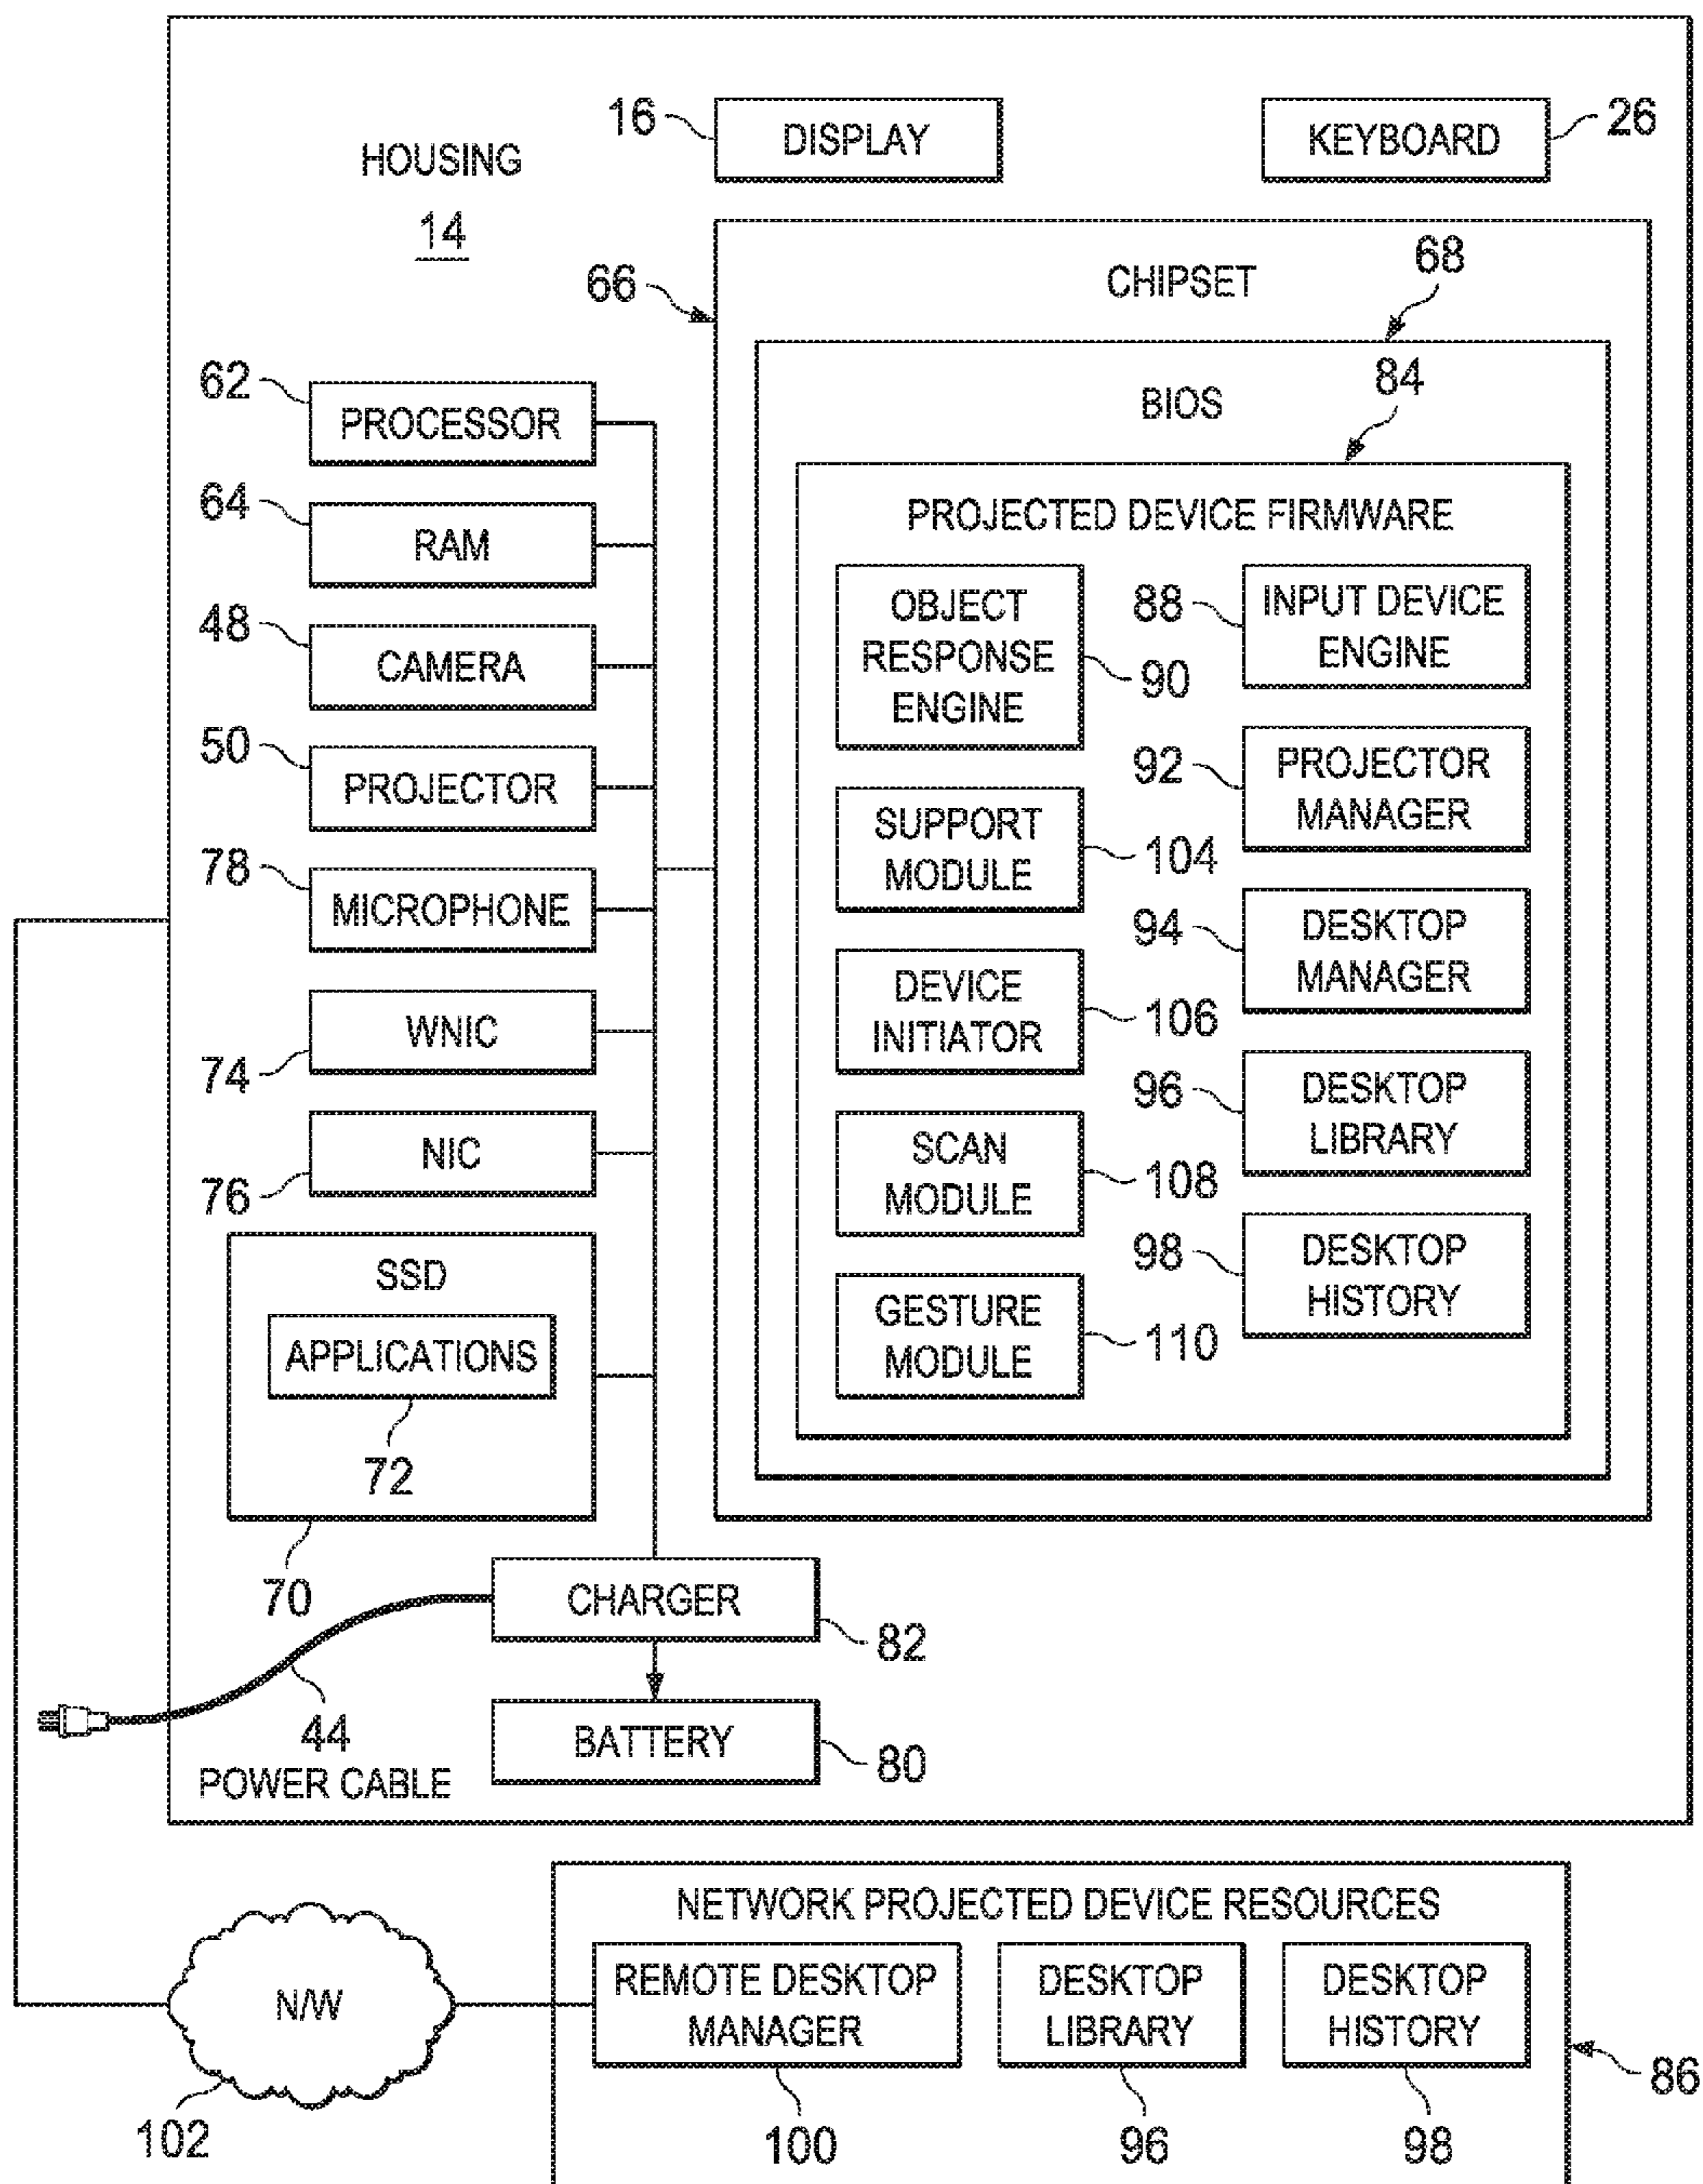 16
DISPLAY
KEYBOARD
26
HOUSING
14
66
CHIPSET
68
BIOS
84
62
PROCESSOR
64
RAM
48
CAMERA
50
PROJECTOR
78
MICROPHONE
WNIC
74
NIC
76
SSD
APPLICATIONS
72
70
PROJECTED DEVICE FIRMWARE
OBJECT
RESPONSE
ENGINE
90
88
INPUT DEVICE
ENGINE
92
PROJECTOR
MANAGER
SUPPORT
MODULE
104
94
DESKTOP
MANAGER
DEVICE
INITIATOR
106
96
DESKTOP
LIBRARY
SCAN
MODULE
108
98
DESKTOP
HISTORY
GESTURE
MODULE
110
CHARGER
82
44
POWER CABLE
BATTERY
80
N/W
102
NETWORK PROJECTED DEVICE RESOURCES
REMOTE DESKTOP
MANAGER
100
DESKTOP
LIBRARY
96
DESKTOP
HISTORY
98
86